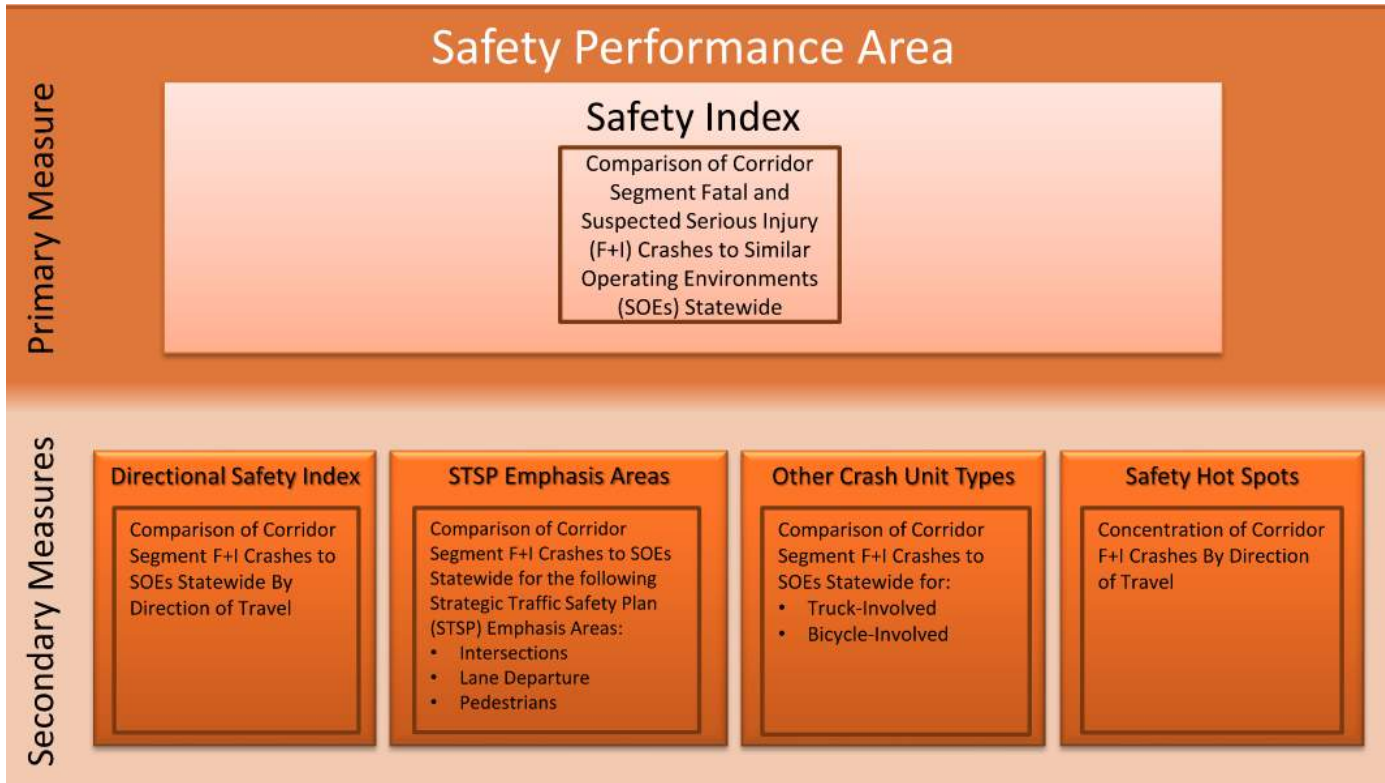 Safety Performance Area
Primary Measure
Safety Index
Comparison of Corridor
Segment Fatal and
Suspected Serious Injury
(F+I) Crashes to Similar
Operating Environments
(SOEs) Statewide
Secondary Measures
Directional Safety Index
Comparison of Corridor
Segment F+I Crashes to
SOEs Statewide By
Direction of Travel
STSP Emphasis Areas
Comparison of Corridor
Segment F+I Crashes to SOEs
Statewide for the following
Strategic Traffic Safety Plan
(STSP) Emphasis Areas:
• Intersections
• Lane Departure
• Pedestrians
Other Crash Unit Types
Comparison of Corridor
Segment F+I Crashes to
SOEs Statewide for:
• Truck-Involved
• Bicycle-Involved
Safety Hot Spots
Concentration of Corridor
F+I Crashes By Direction
of Travel